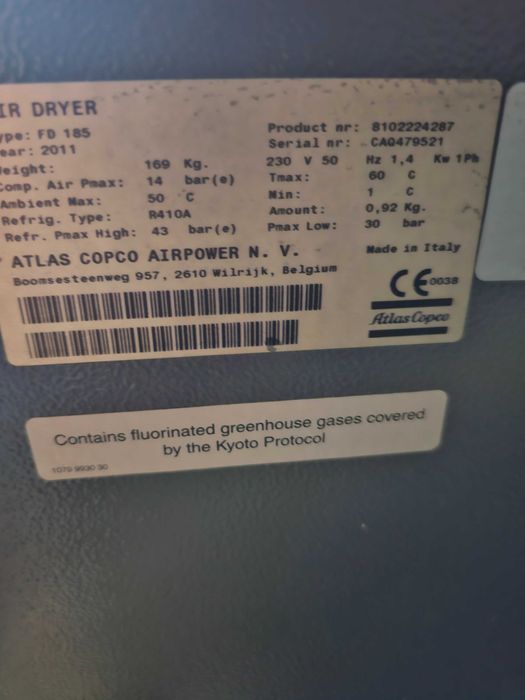 IR DRYER
ype: FD 185 Product nr: 8102224287
ear: 2011 Serial nr: CAQ479521
eight: 169 Kg. 230 V 50 Hz 1,4 Kw 1Ph
Comp. Air Pmax: 14 bar(e) Tmax: 60 C
Ambient Max: 50 C Min: 1 C
Refrig. Type: R410A Amount: 0,92 Kg.
Refr. Pmax High: 43 bar(e) Pmax Low: 30 bar
ATLAS COPCO AIRPOWER N. V. Made in Italy
Boomsesteenweg 957, 2610 Wilrijk, Belgium
CE 0038
Atlas Copco
Contains fluorinated greenhouse gases covered
by the Kyoto Protocol
1079 9930 30